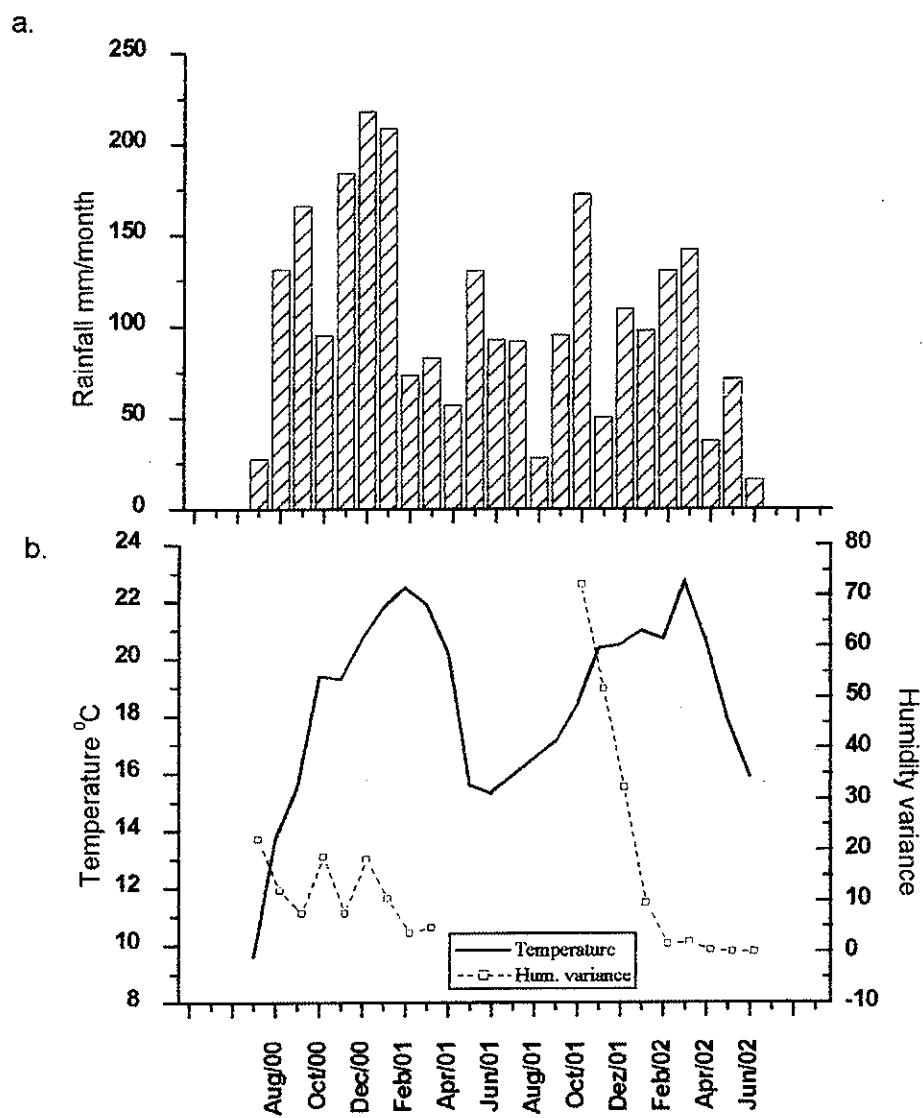 a.
250
200
150
100
50
0
Rainfall mm/month
b.
24
22
20
18
16
14
12
10
8
Temperature ⁰C
80
70
60
50
40
30
20
10
0
-10
Humidity variance
Temperature
Hum. variance
Aug/00
Oct/00
Dec/00
Feb/01
Apr/01
Jun/01
Aug/01
Oct/01
Dez/01
Feb/02
Apr/02
Jun/02